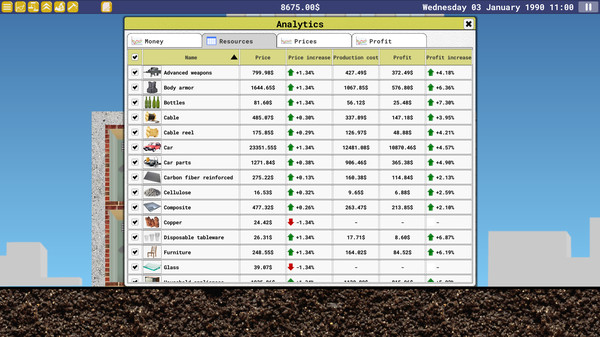 8675.00$ Wednesday 03 January 1990 11:00
Analytics
Money Resources Prices Profit
Name Price Price increase Production cost Profit Profit increase
Advanced weapons 799.98$ +1.34% 427.49$ 372.49$ +4.18%
Body armor 1644.65$ +1.34% 1067.85$ 576.80$ +6.36%
Bottles 81.60$ +1.34% 56.12$ 25.48$ +7.30%
Cable 485.07$ +0.30% 337.89$ 147.18$ +3.95%
Cable reel 175.85$ +0.29% 126.97$ 48.88$ +4.21%
Car 23351.55$ +1.34% 12481.08$ 10870.46$ +4.57%
Car parts 1271.84$ +0.38% 906.46$ 365.38$ +4.90%
Carbon fiber reinforced 275.22$ +0.13% 160.38$ 114.84$ +2.13%
Cellulose 16.53$ +0.32% 9.65$ 6.88$ +2.59%
Composite 477.32$ +0.26% 263.47$ 213.85$ +2.10%
Copper 24.42$ -1.34% - - -
Disposable tableware 26.31$ +1.34% 17.71$ 8.60$ +6.87%
Furniture 248.55$ +1.34% 164.02$ 84.52$ +6.19%
Glass 39.07$ -1.34% - - -